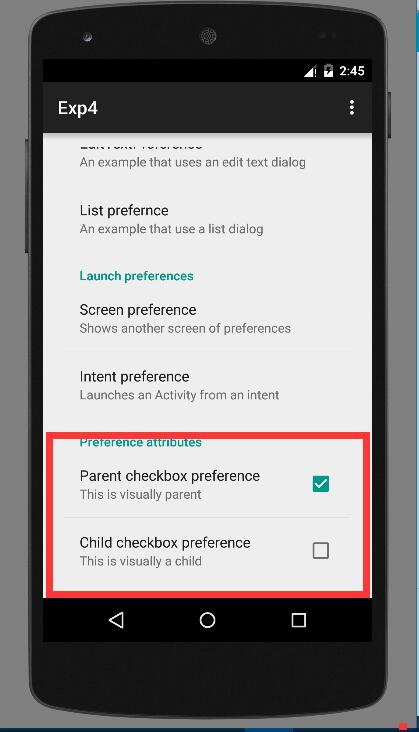 2:45
Exp4
An example that uses an edit text dialog
List prefernce
An example that use a list dialog
Launch preferences
Screen preference
Shows another screen of preferences
Intent preference
Launches an Activity from an intent
Preference attributes
Parent checkbox preference
This is visually parent
Child checkbox preference
This is visually a child